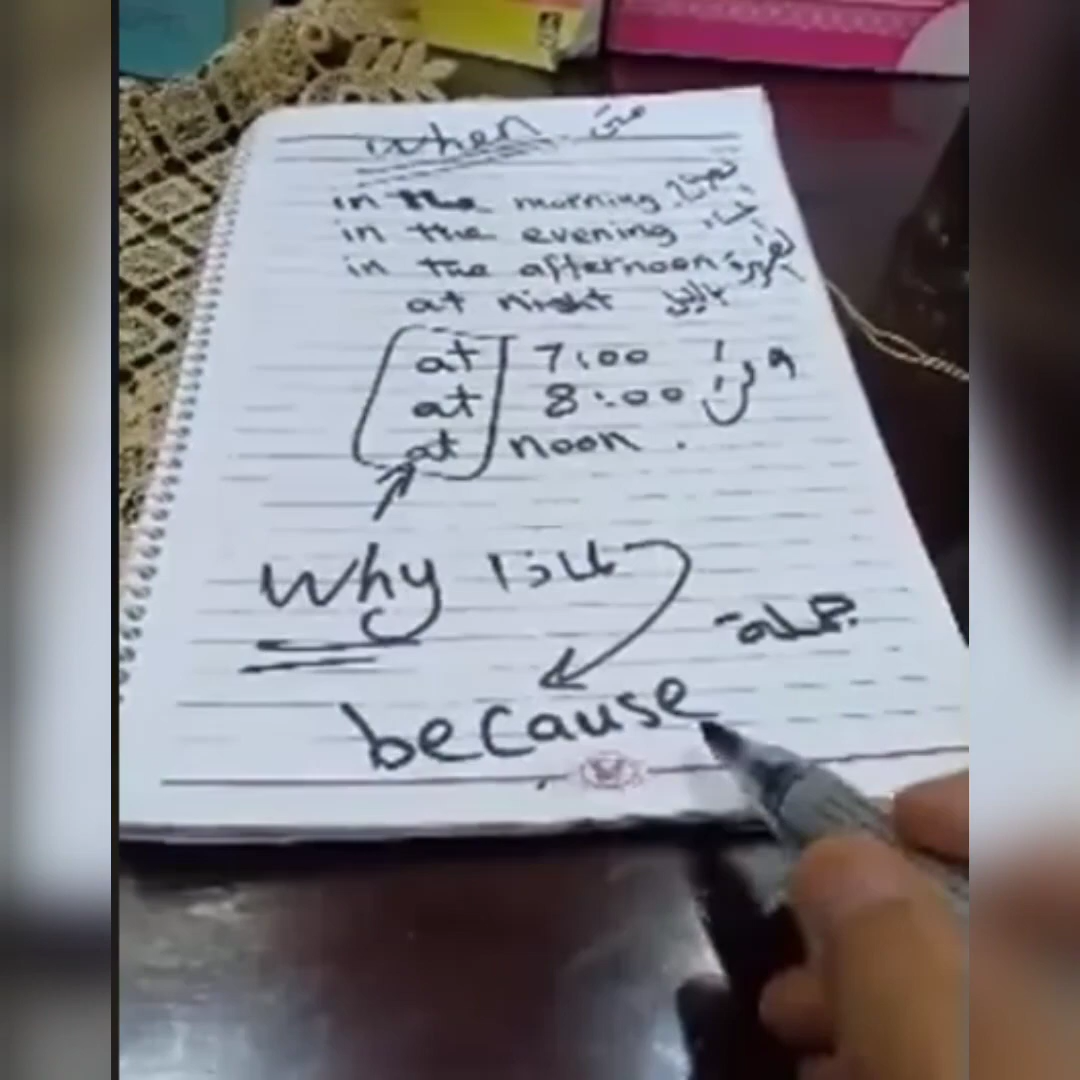 when متى
in the morning صباحا
in the evening مساء
in the afternoon
at night بالليل
at 7:00
at 8:00
at noon .
Why لماذا
جملة
because